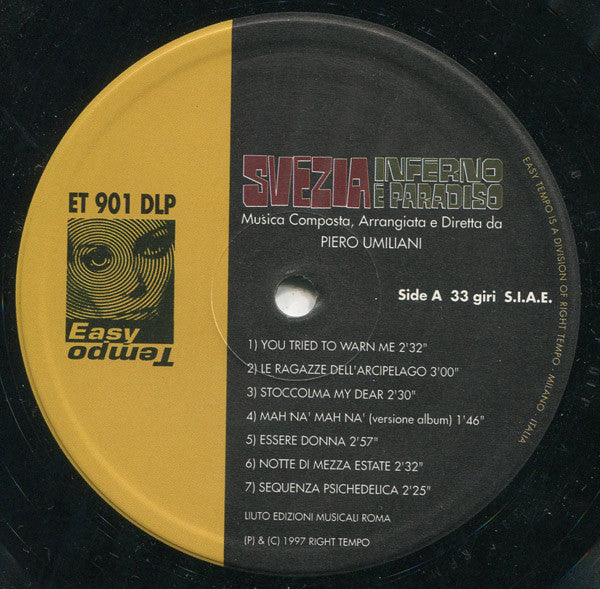 ET 901 DLP
Easy
Tempo
SVEZIA INFERNO
E PARADISO
Musica Composta, Arrangiata e Diretta da
PIERO UMILIANI
Side A 33 giri S.I.A.E.
1) YOU TRIED TO WARN ME 2'32"
2) LE RAGAZZE DELL'ARCIPELAGO 3'00"
3) STOCCOLMA MY DEAR 2'30"
4) MAH NA' MAH NA' (versione album) 1'46"
5) ESSERE DONNA 2'57"
6) NOTTE DI MEZZA ESTATE 2'32"
7) SEQUENZA PSICHEDELICA 2'25"
LIUTO EDIZIONI MUSICALI ROMA
(P) & (C) 1997 RIGHT TEMPO
EASY TEMPO IS A DIVISION OF RIGHT TEMPO - MILANO - ITALIA